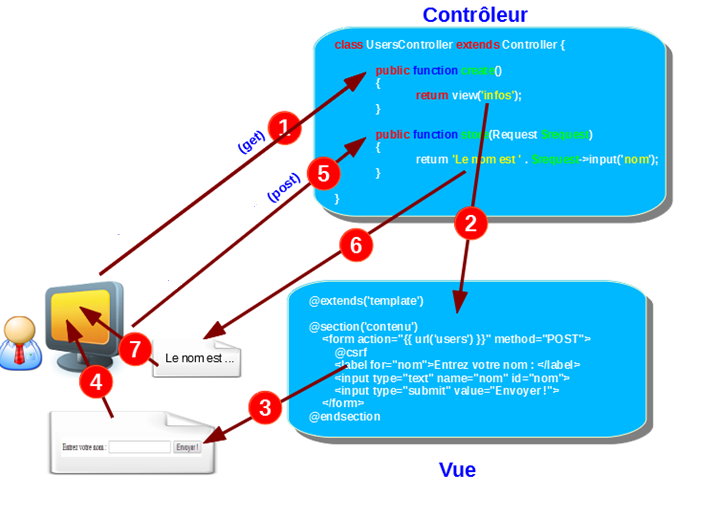 Contrôleur
class UsersController extends Controller {
public function create()
{
return view('infos');
}
public function (Request $request)
{
return 'Le nom est ' . $request->input('nom');
}
}
(get)
1
(post)
5
2
6
@extends('template')
@section('contenu')
<form action="{{ url('users') }}" method="POST">
@csrf
<label for="nom">Entrez votre nom : </label>
<input type="text" name="nom" id="nom">
<input type="submit" value="Envoyer !">
</form>
@endsection
7
Le nom est ...
4
3
Entrez votre nom : Envoyer !
Vue